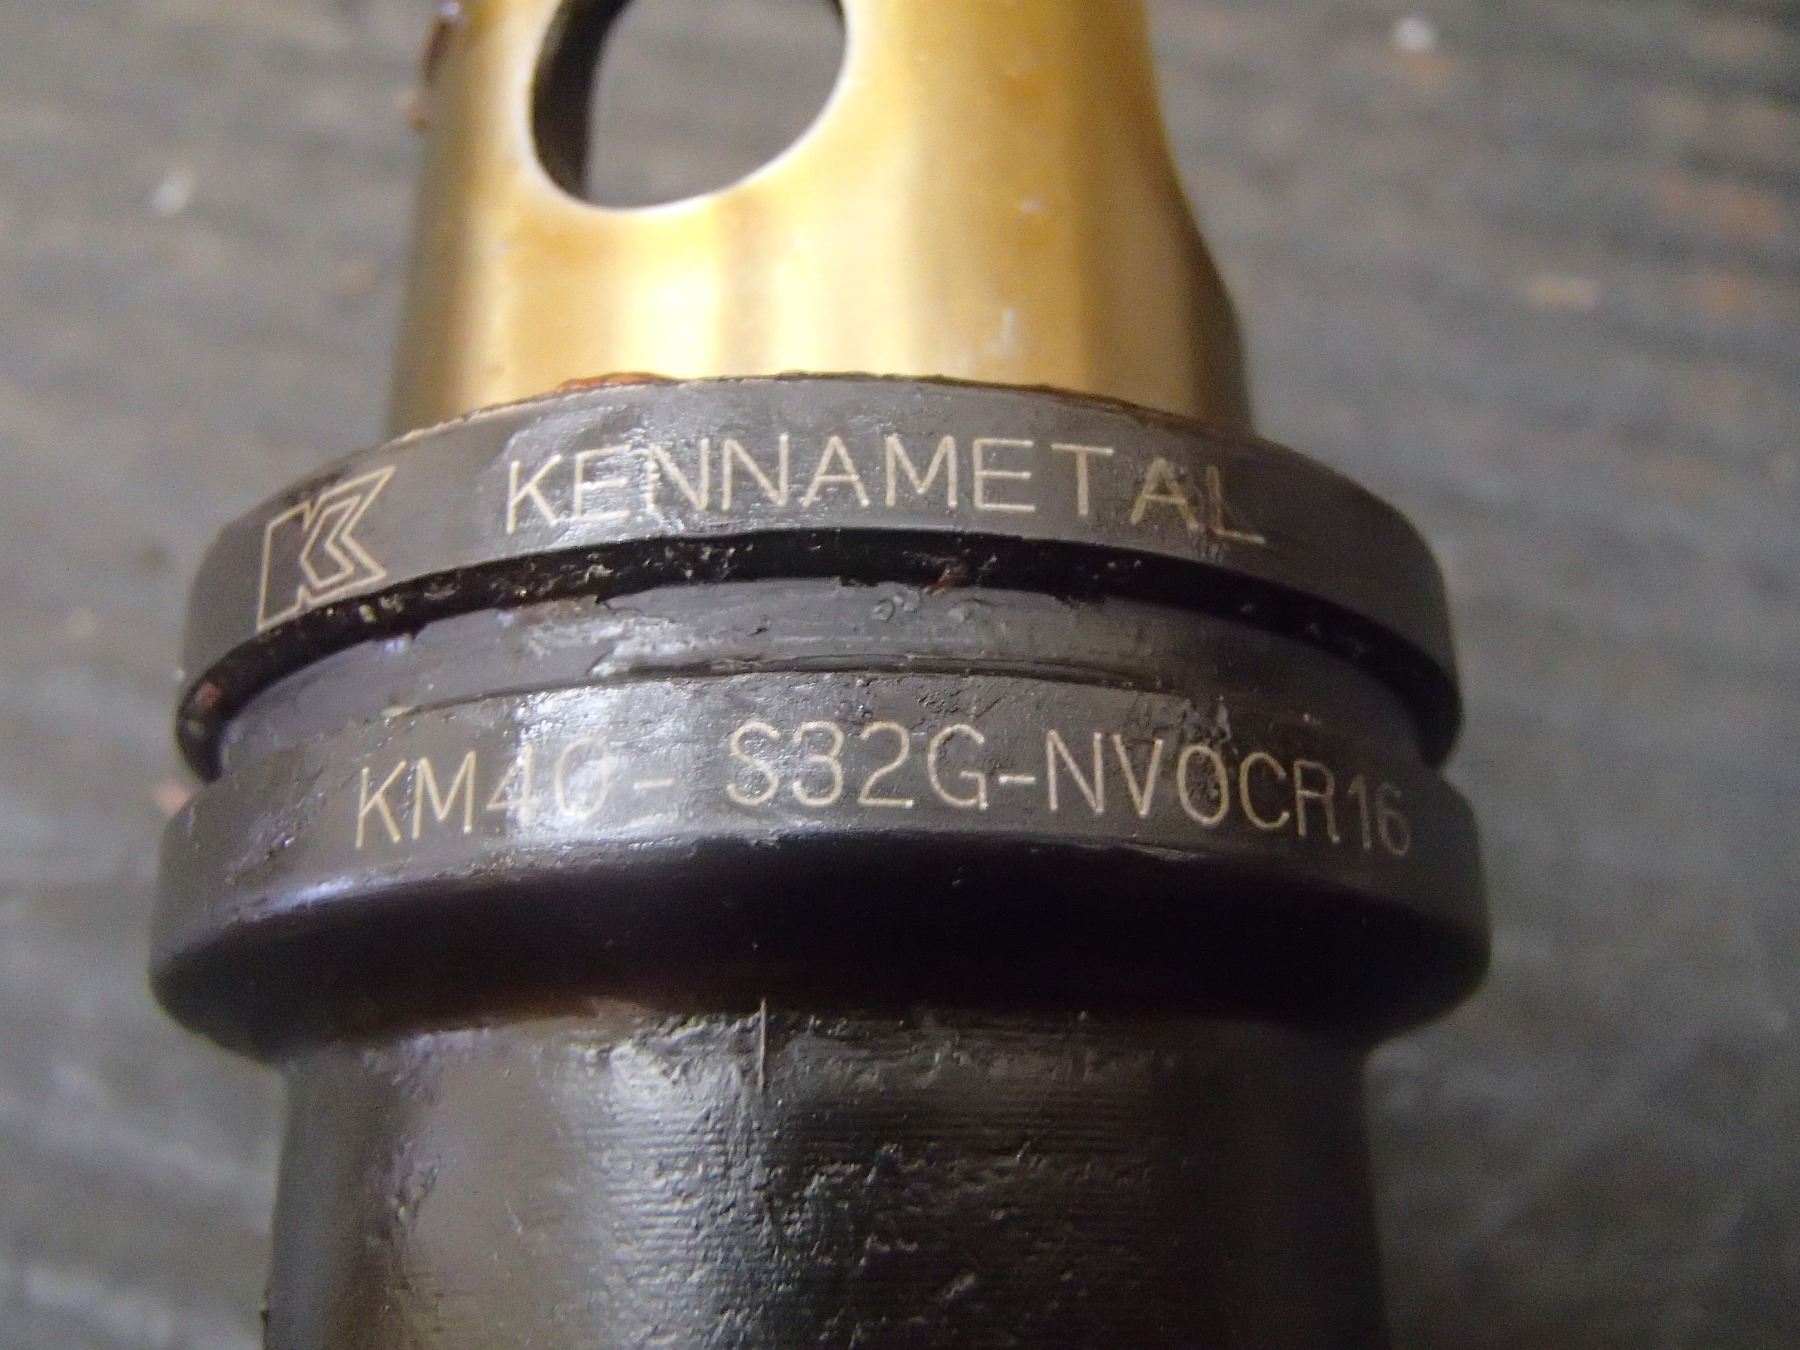 K KENNAMETAL
KM40- S32G-NVOCR16